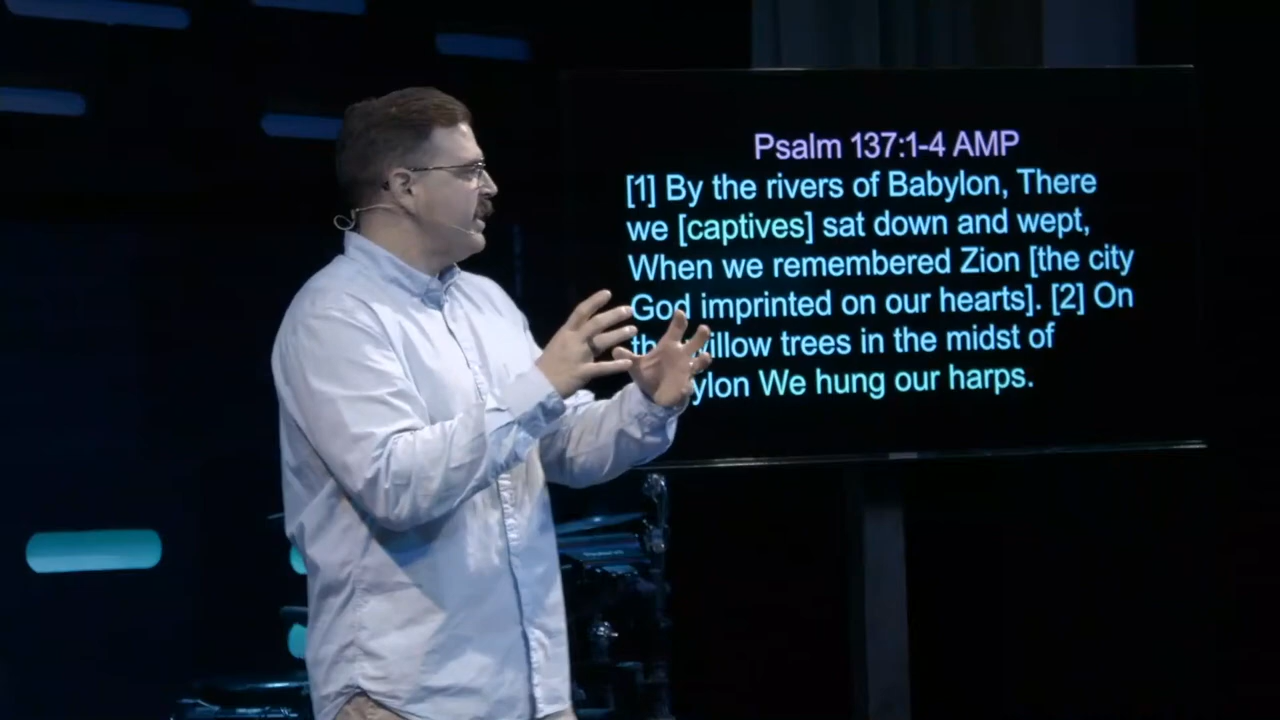 Psalm 137:1-4 AMP
[1] By the rivers of Babylon, There
we [captives] sat down and wept,
When we remembered Zion [the city
God imprinted on our hearts]. [2] On
willow trees in the midst of
We hung our harps.